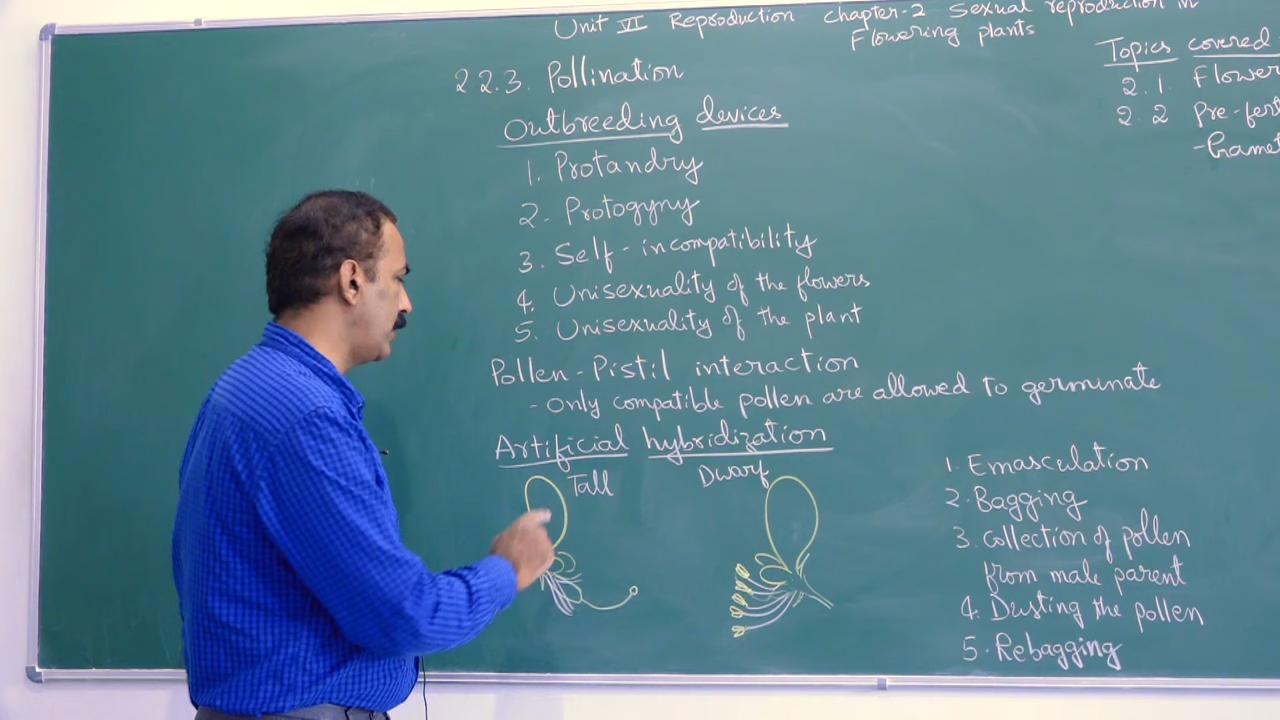 Unit VI Reproduction chapter-2 Sexual reproduction in
Flowering plants
Topics covered
2.1. Flower
2.2 Pre-fert
-Gamet
2.2.3. Pollination
Outbreeding devices
1. Protandry
2. Protogyny
3. Self-incompatibility
4. Unisexuality of the flowers
5. Unisexuality of the plant
Pollen-Pistil interaction
- Only compatible pollen are allowed to germinate
Artificial hybridization
Tall
Dwarf
1. Emasculation
2. Bagging
3. collection of pollen
from male parent
4. Dusting the pollen
5. Rebagging